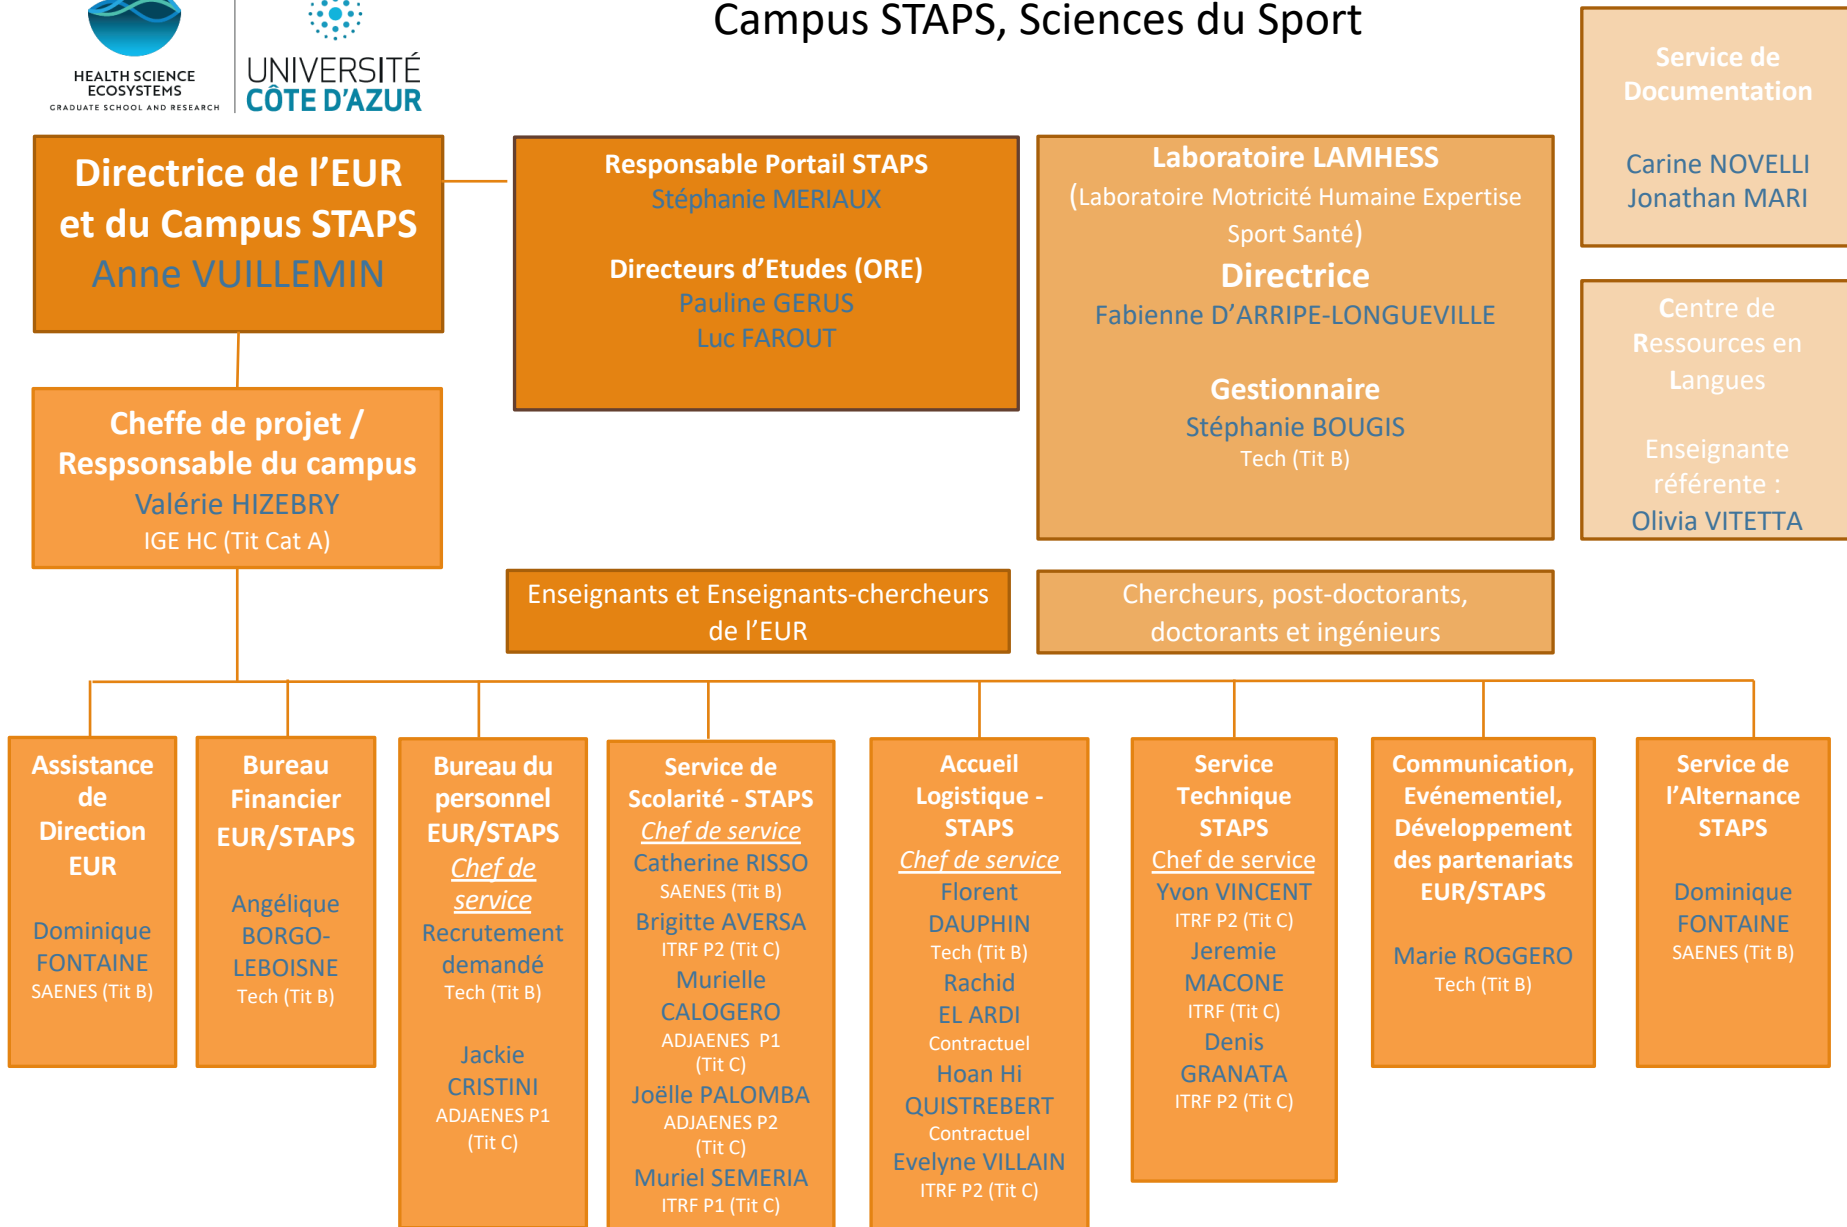 HEALTH SCIENCE
ECOSYSTEMS
GRADUATE SCHOOL AND RESEARCH
UNIVERSITÉ
CÔTE D'AZUR
Campus STAPS, Sciences du Sport
Service de
Documentation
Carine NOVELLI
Jonathan MARI
Directrice de l’EUR
et du Campus STAPS
Anne VUILLEMIN
Responsable Portail STAPS
Stéphanie MERIAUX
Directeurs d’Etudes (ORE)
Pauline GERUS
Luc FAROUT
Laboratoire LAMHESS
(Laboratoire Motricité Humaine Expertise
Sport Santé)
Directrice
Fabienne D’ARRIPE-LONGUEVILLE
Gestionnaire
Stéphanie BOUGIS
Tech (Tit B)
Centre de
Ressources en
Langues
Enseignante
référente :
Olivia VITETTA
Cheffe de projet /
Respsonsable du campus
Valérie HIZEBRY
IGE HC (Tit Cat A)
Enseignants et Enseignants-chercheurs
de l’EUR
Chercheurs, post-doctorants,
doctorants et ingénieurs
Assistance
de
Direction
EUR
Dominique
FONTAINE
SAENES (Tit B)
Bureau
Financier
EUR/STAPS
Angélique
BORGO-
LEBOISNE
Tech (Tit B)
Bureau du
personnel
EUR/STAPS
Chef de
service
Recrutement
demandé
Tech (Tit B)
Jackie
CRISTINI
ADJAENES P1
(Tit C)
Service de
Scolarité - STAPS
Chef de service
Catherine RISSO
SAENES (Tit B)
Brigitte AVERSA
ITRF P2 (Tit C)
Murielle
CALOGERO
ADJAENES P1
(Tit C)
Joëlle PALOMBA
ADJAENES P2
(Tit C)
Muriel SEMERIA
ITRF P1 (Tit C)
Accueil
Logistique -
STAPS
Chef de service
Florent
DAUPHIN
Tech (Tit B)
Rachid
EL ARDI
Contractuel
Hoan Hi
QUISTREBERT
Contractuel
Evelyne VILLAIN
ITRF P2 (Tit C)
Service
Technique
STAPS
Chef de service
Yvon VINCENT
ITRF P2 (Tit C)
Jeremie
MACONE
ITRF (Tit C)
Denis
GRANATA
ITRF P2 (Tit C)
Communication,
Evénementiel,
Développement
des partenariats
EUR/STAPS
Marie ROGGERO
Tech (Tit B)
Service de
l’Alternance
STAPS
Dominique
FONTAINE
SAENES (Tit B)